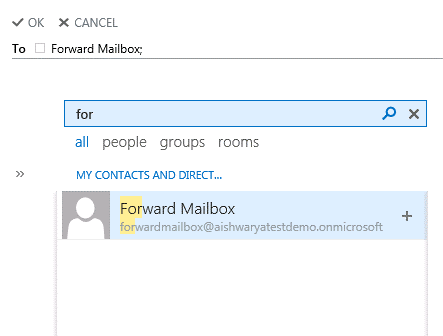 OK CANCEL
To Forward Mailbox;
for
all people groups rooms
» MY CONTACTS AND DIRECT...
Forward Mailbox
forwardmailbox@aishwaryatestdemo.onmicrosoft